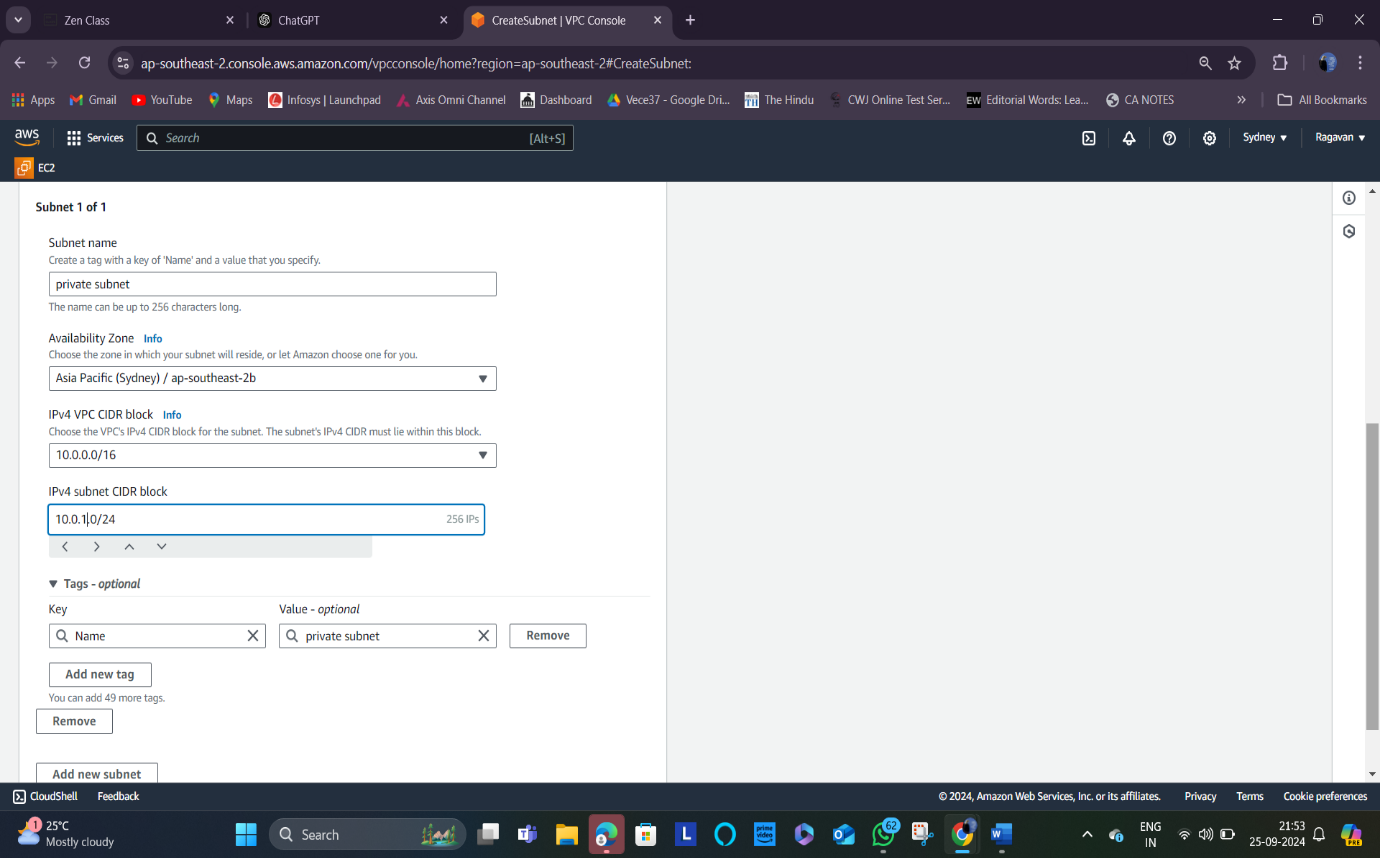 Zen Class
ChatGPT
CreateSubnet | VPC Console
ap-southeast-2.console.aws.amazon.com/vpcconsole/home?region=ap-southeast-2#CreateSubnet:
Apps Gmail YouTube Maps Infosys | Launchpad Axis Omni Channel Dashboard Vece37 - Google Dri... The Hindu CWJ Online Test Ser... EW Editorial Words: Lea... CA NOTES » All Bookmarks
aws Services Search [Alt+S] Sydney Ragavan
EC2
Subnet 1 of 1
Subnet name
Create a tag with a key of 'Name' and a value that you specify.
private subnet
The name can be up to 256 characters long.
Availability Zone Info
Choose the zone in which your subnet will reside, or let Amazon choose one for you.
Asia Pacific (Sydney) / ap-southeast-2b
IPv4 VPC CIDR block Info
Choose the VPC's IPv4 CIDR block for the subnet. The subnet's IPv4 CIDR must lie within this block.
10.0.0.0/16
IPv4 subnet CIDR block
10.0.1.0/24 256 IPs
Tags - optional
Key Value - optional
Name private subnet Remove
Add new tag
You can add 49 more tags.
Remove
Add new subnet
CloudShell Feedback © 2024, Amazon Web Services, Inc. or its affiliates. Privacy Terms Cookie preferences
1 25°C
Mostly cloudy
Search
L
prime video
62
W
ENG
IN
21:53
25-09-2024
PRE